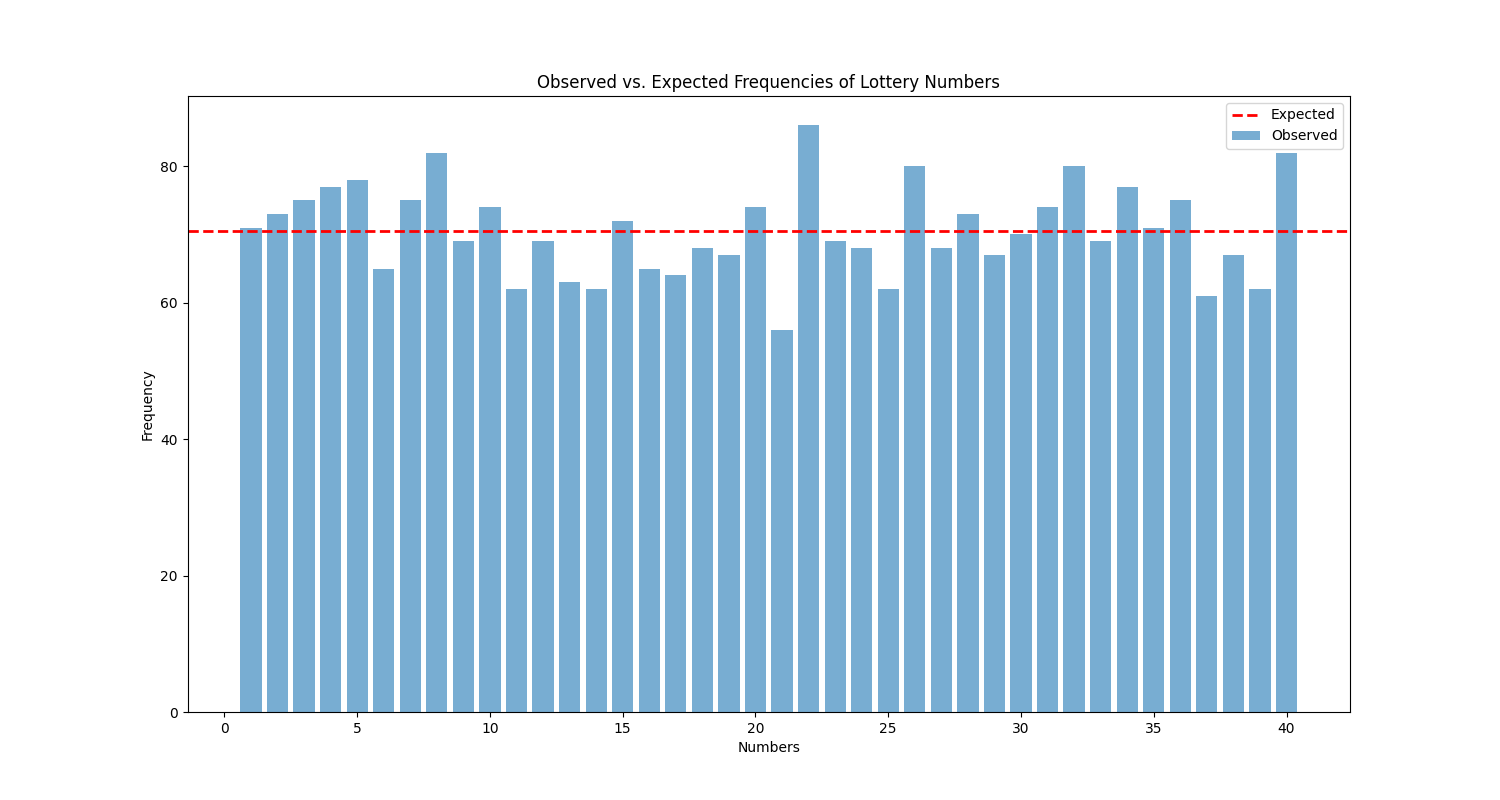 Observed vs. Expected Frequencies of Lottery Numbers
Expected
Observed
80
60
40
20
0
Frequency
0 5 10 15 20 25 30 35 40
Numbers